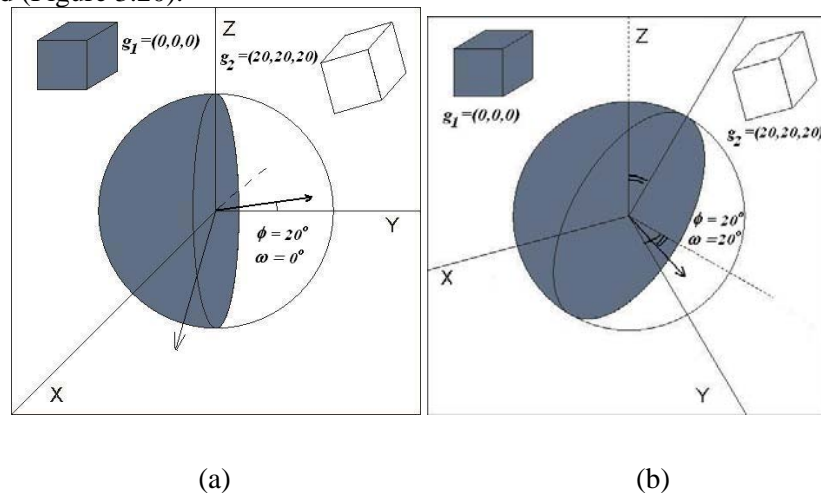 d (Figure 3.20).
Z
g1=(0,0,0)
g2=(20,20,20)
Y
ϕ = 20°
ω = 0°
X
Z
g1=(0,0,0)
g2=(20,20,20)
ϕ = 20°
ω = 20°
X
Y
(a) (b)